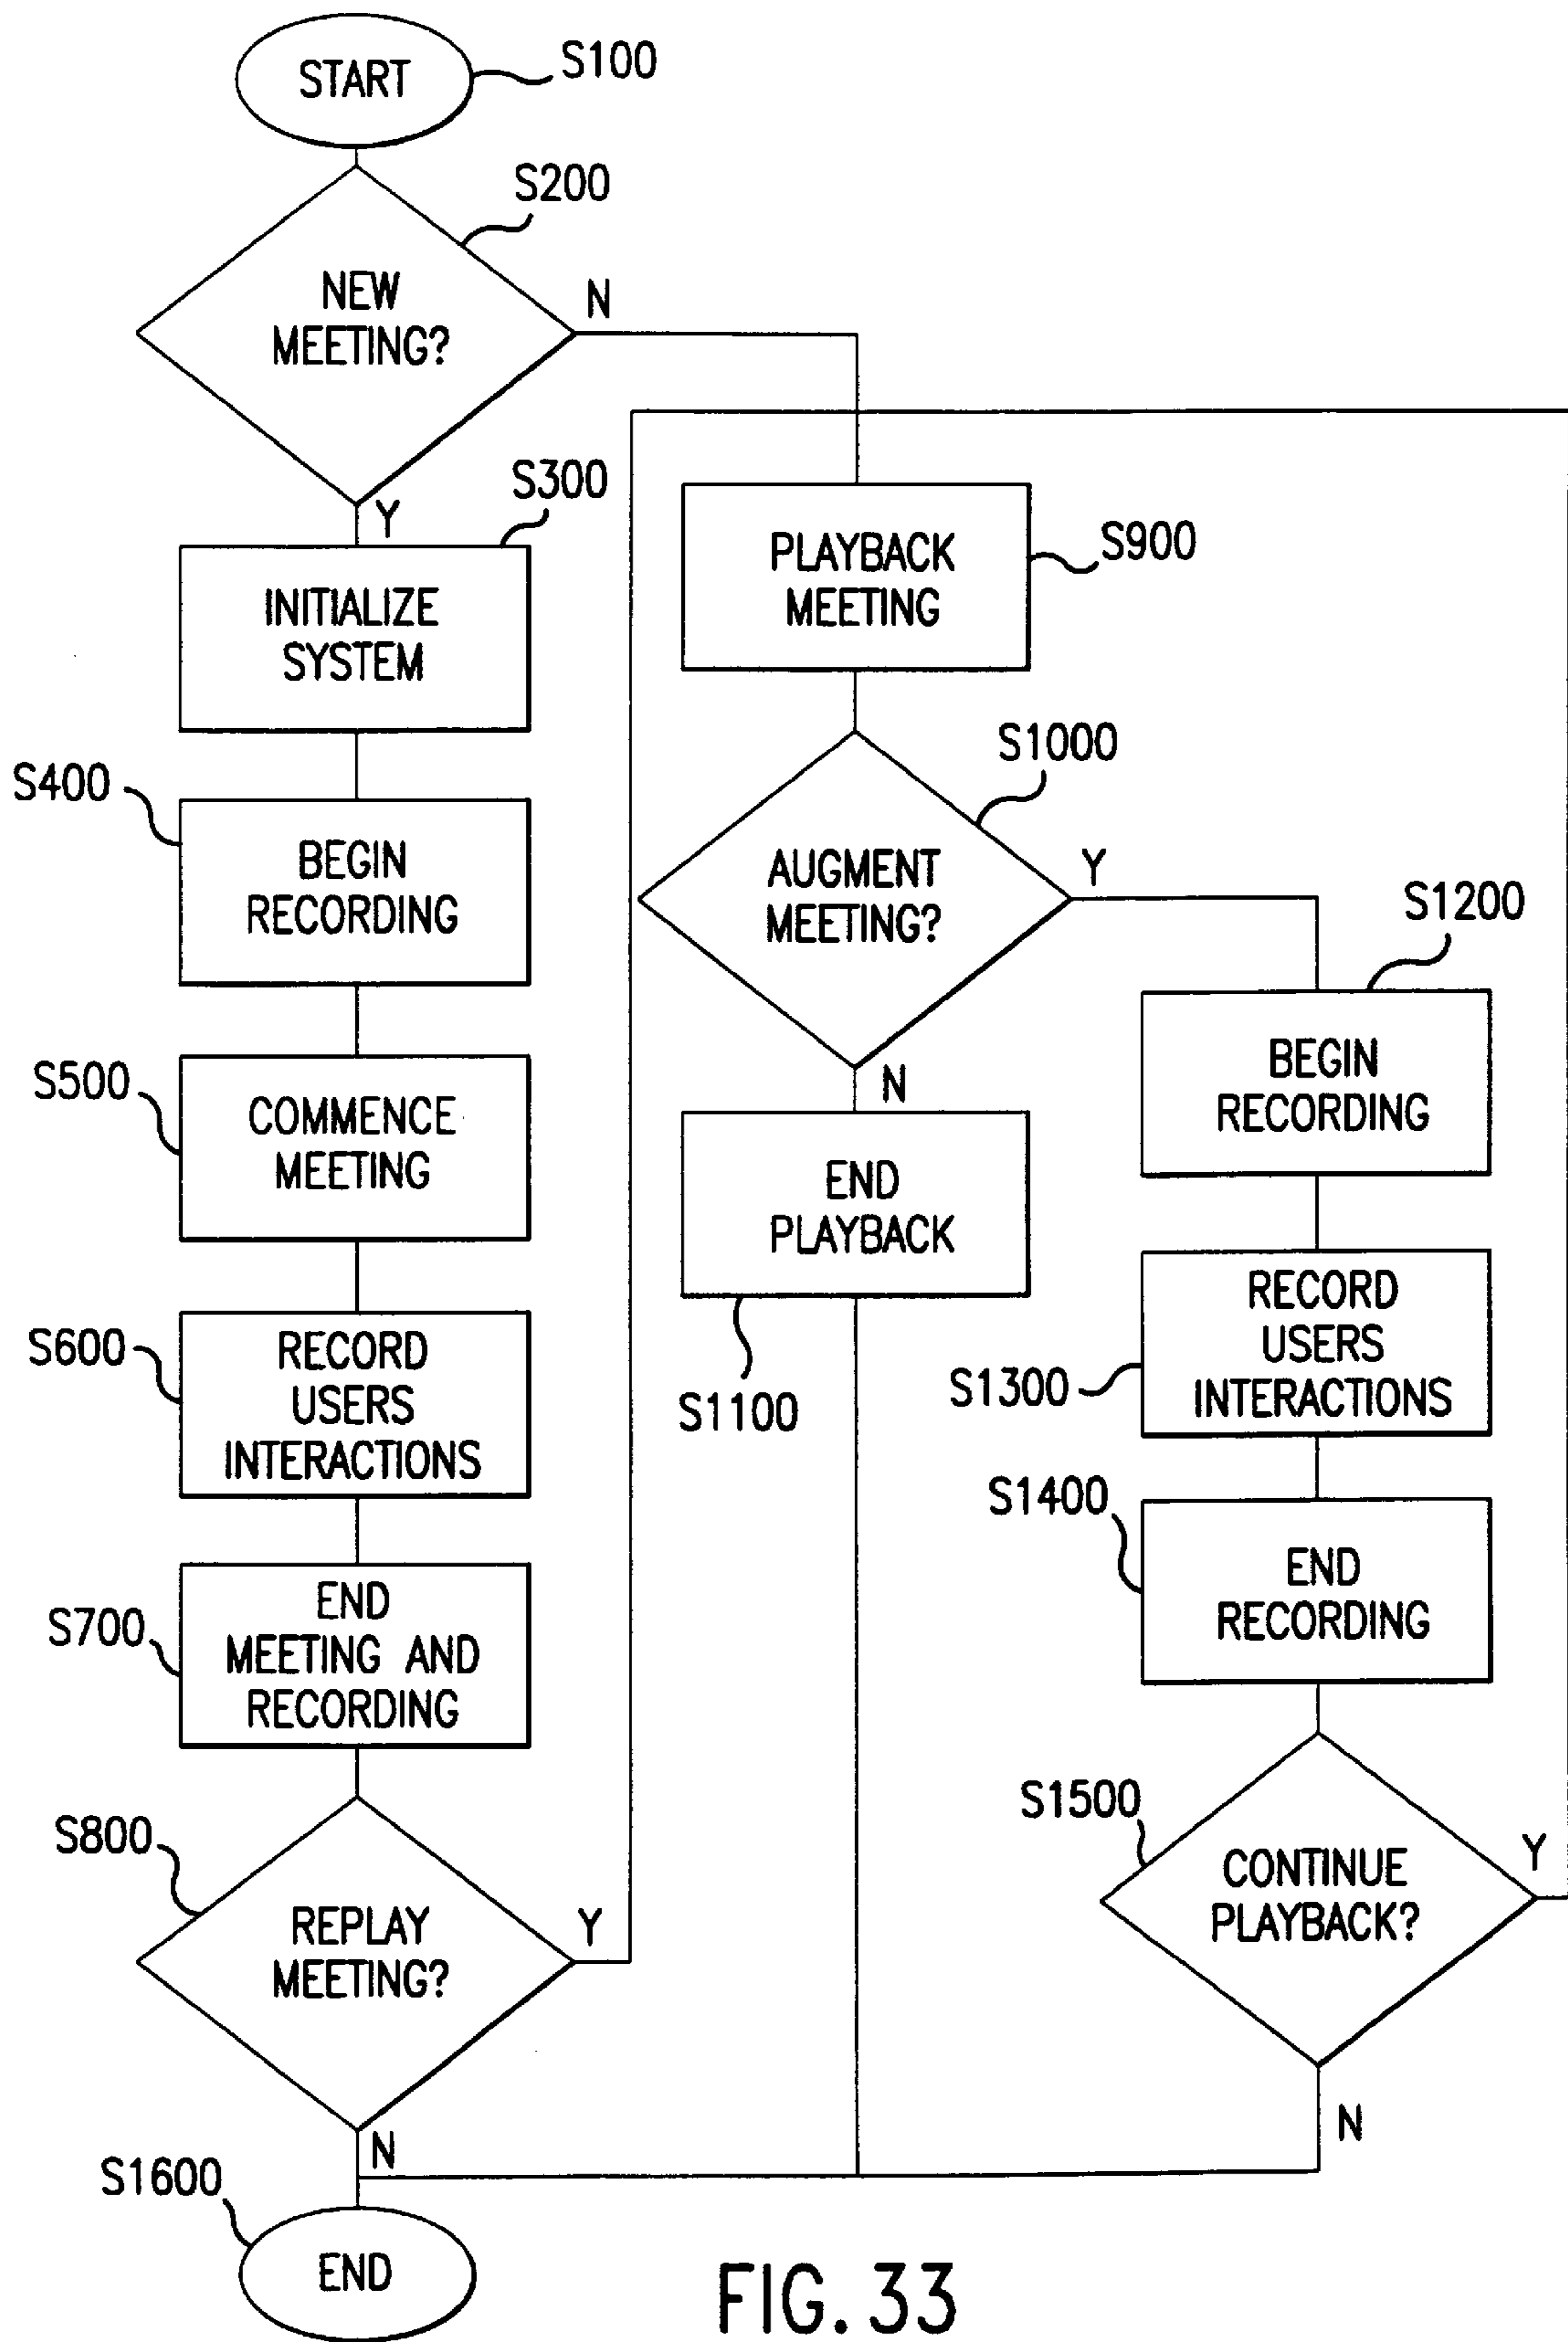 START
S100
S200
NEW
MEETING?
N
Y
S300
INITIALIZE
SYSTEM
S400
BEGIN
RECORDING
S500
COMMENCE
MEETING
S600
RECORD
USERS
INTERACTIONS
S700
END
MEETING AND
RECORDING
S800
REPLAY
MEETING?
Y
N
S1600
END
PLAYBACK
MEETING
S900
S1000
AUGMENT
MEETING?
Y
N
END
PLAYBACK
S1100
S1200
BEGIN
RECORDING
RECORD
USERS
INTERACTIONS
S1300
S1400
END
RECORDING
S1500
CONTINUE
PLAYBACK?
Y
N
FIG. 33